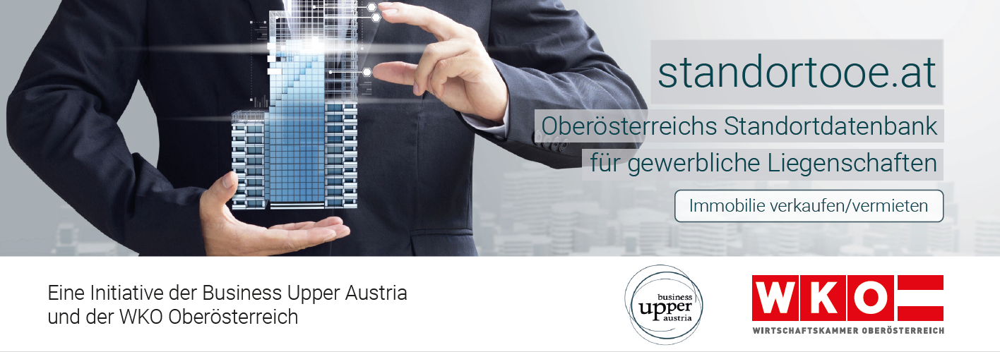 standortooe.at
Oberösterreichs Standortdatenbank
für gewerbliche Liegenschaften
Immobilie verkaufen/vermieten
Eine Initiative der Business Upper Austria
und der WKO Oberösterreich
business
upper
austria
WKO
WIRTSCHAFTSKAMMER OBERÖSTERREICH